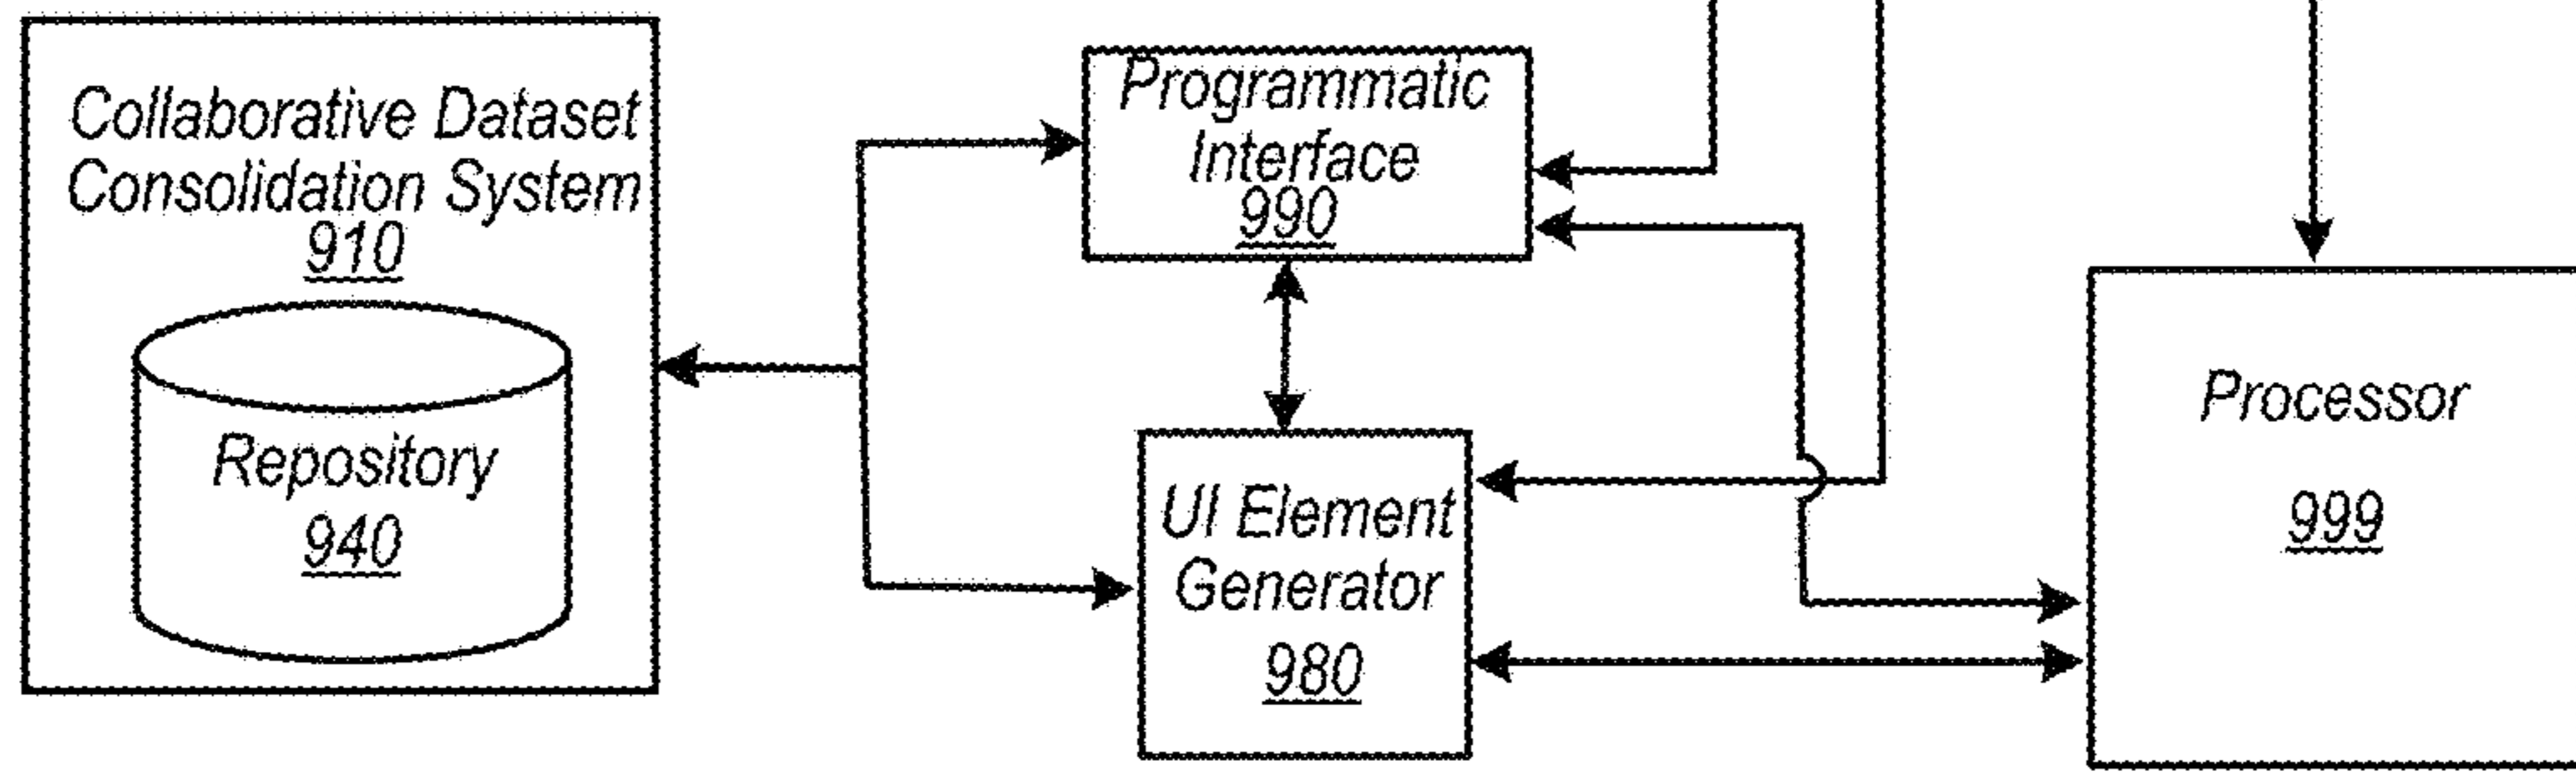 Collaborative Dataset
Consolidation System
910
Repository
940
Programmatic
Interface
990
UI Element
Generator
980
Processor
999